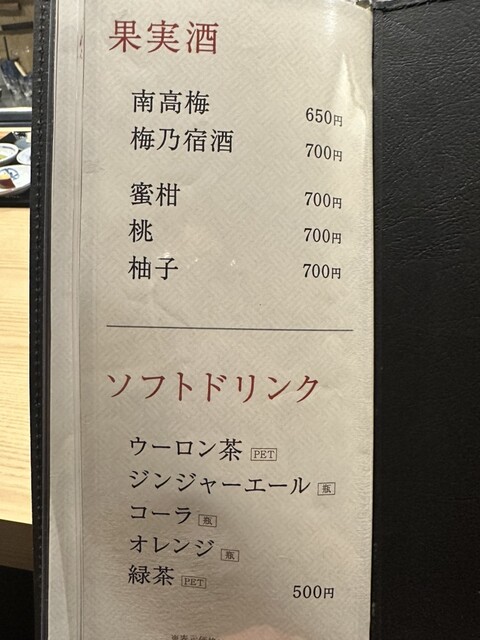 果実酒
南高梅 650円
梅乃宿酒 700円
蜜柑 700円
桃 700円
柚子 700円
ソフトドリンク
ウーロン茶 PET
ジンジャーエール 瓶
コーラ 瓶
オレンジ 瓶
緑茶 PET
500円